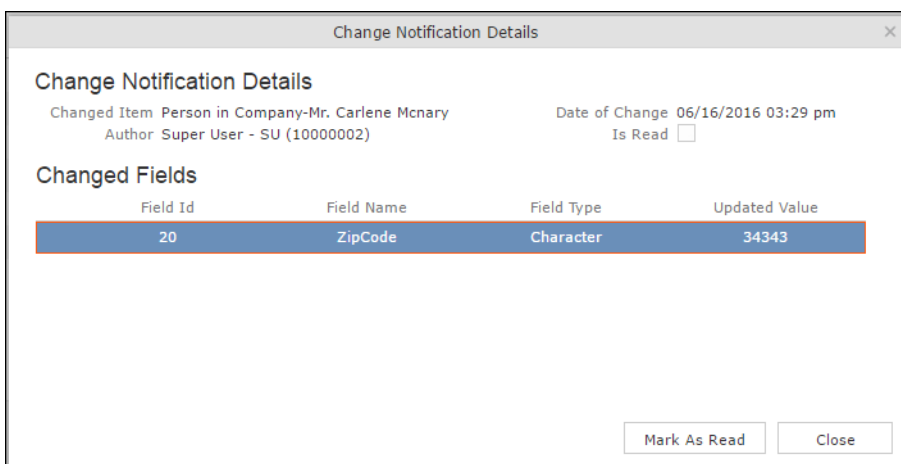 Change Notification Details
Change Notification Details
Changed Item Person in Company-Mr. Carlene Mcnary Date of Change 06/16/2016 03:29 pm
Author Super User - SU (10000002) Is Read
Changed Fields
Field Id Field Name Field Type Updated Value
20 ZipCode Character 34343
Mark As Read Close